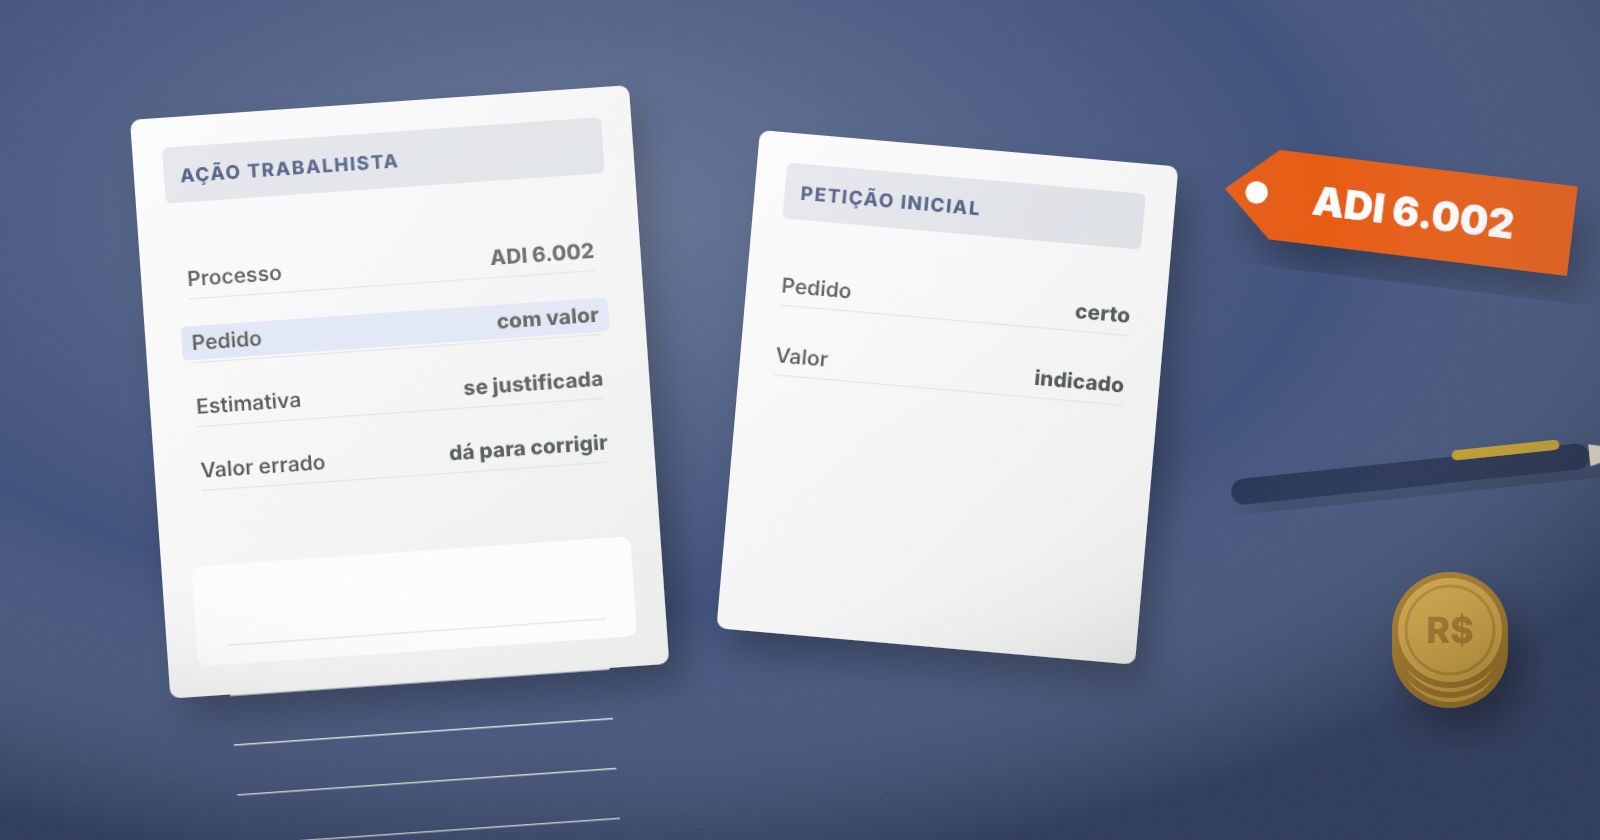 AÇÃO TRABALHISTA
Processo ADI 6.002
Pedido com valor
Estimativa se justificada
Valor errado dá para corrigir
PETIÇÃO INICIAL
Pedido certo
Valor indicado
ADI 6.002
R$